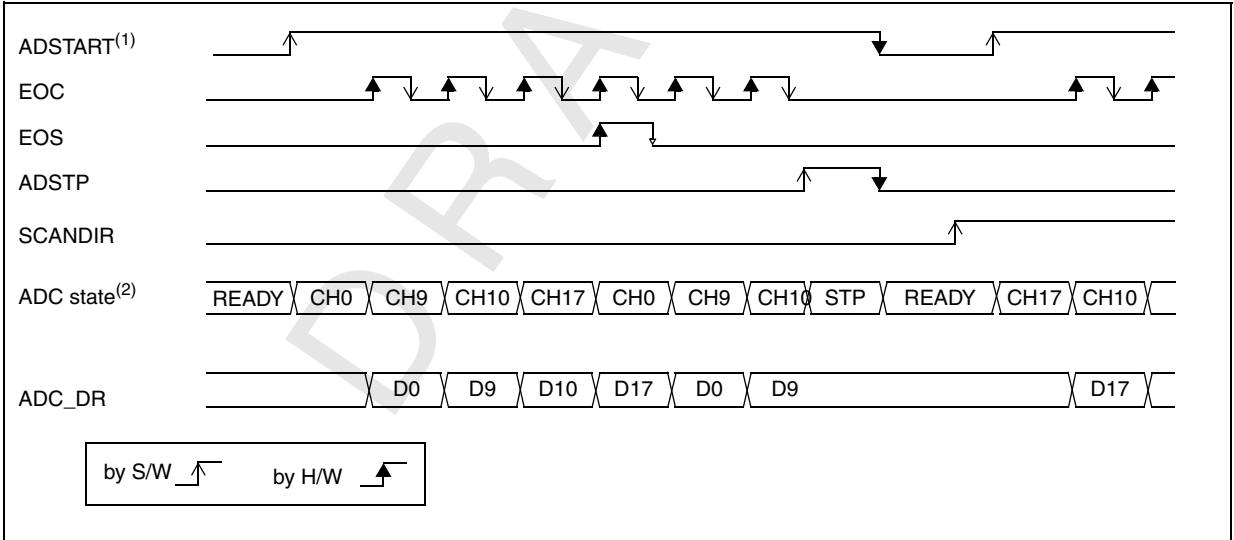 ADSTART(1)
EOC
EOS
ADSTP
SCANDIR
ADC state(2) READY CH0 CH9 CH10 CH17 CH0 CH9 CH10 STP READY CH17 CH10
ADC_DR D0 D9 D10 D17 D0 D9 D17
by S/W by H/W
DRA